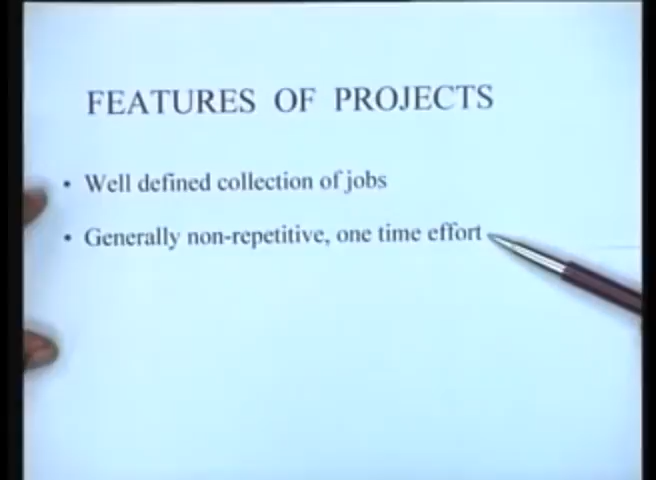 FEATURES OF PROJECTS
• Well defined collection of jobs
• Generally non-repetitive, one time effort